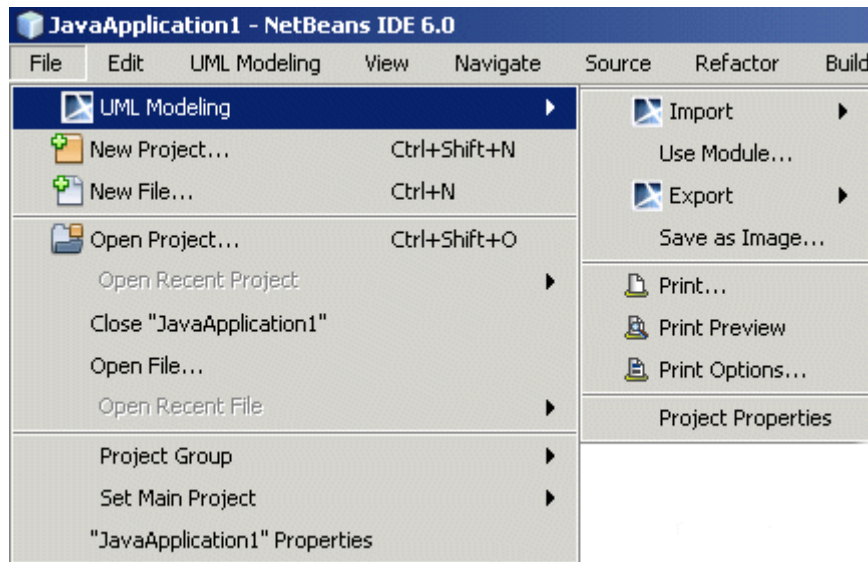 JavaApplication1 - NetBeans IDE 6.0
File Edit UML Modeling View Navigate Source Refactor Build
UML Modeling
New Project... Ctrl+Shift+N
New File... Ctrl+N
Open Project... Ctrl+Shift+O
Open Recent Project
Close "JavaApplication1"
Open File...
Open Recent File
Project Group
Set Main Project
"JavaApplication1" Properties
Import
Use Module...
Export
Save as Image...
Print...
Print Preview
Print Options...
Project Properties